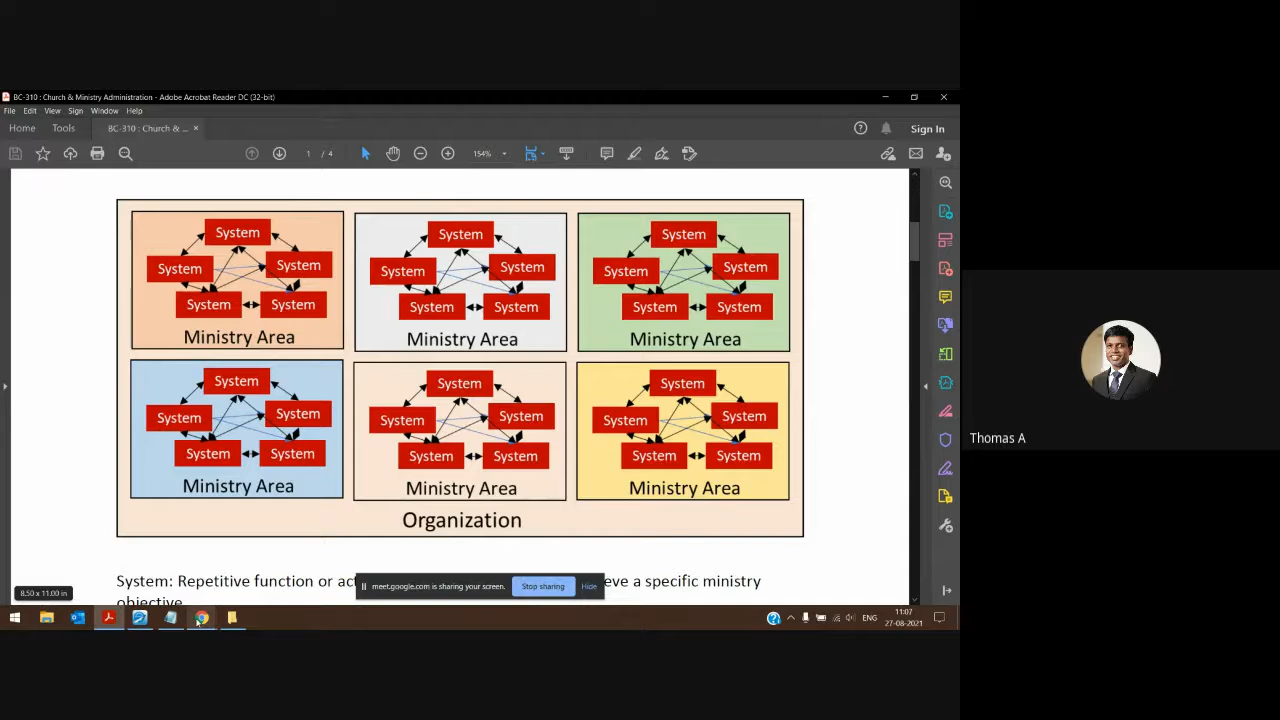 BC-310 : Church & Ministry Administration - Adobe Acrobat Reader DC (32-bit)
File Edit View Sign Window Help
Home Tools BC-310 : Church & ... × Sign In
1 / 4 154%
System System System
System System System System System System
System System System System System System
Ministry Area Ministry Area Ministry Area
System System System
System System System System System System
System System System System System System
Ministry Area Ministry Area Ministry Area
Organization
Thomas A
System: Repetitive function or eve a specific ministry
objective
meet.google.com is sharing your screen. Stop sharing Hide
8.50 x 11.00 in
ENG 11:07
27-08-2021